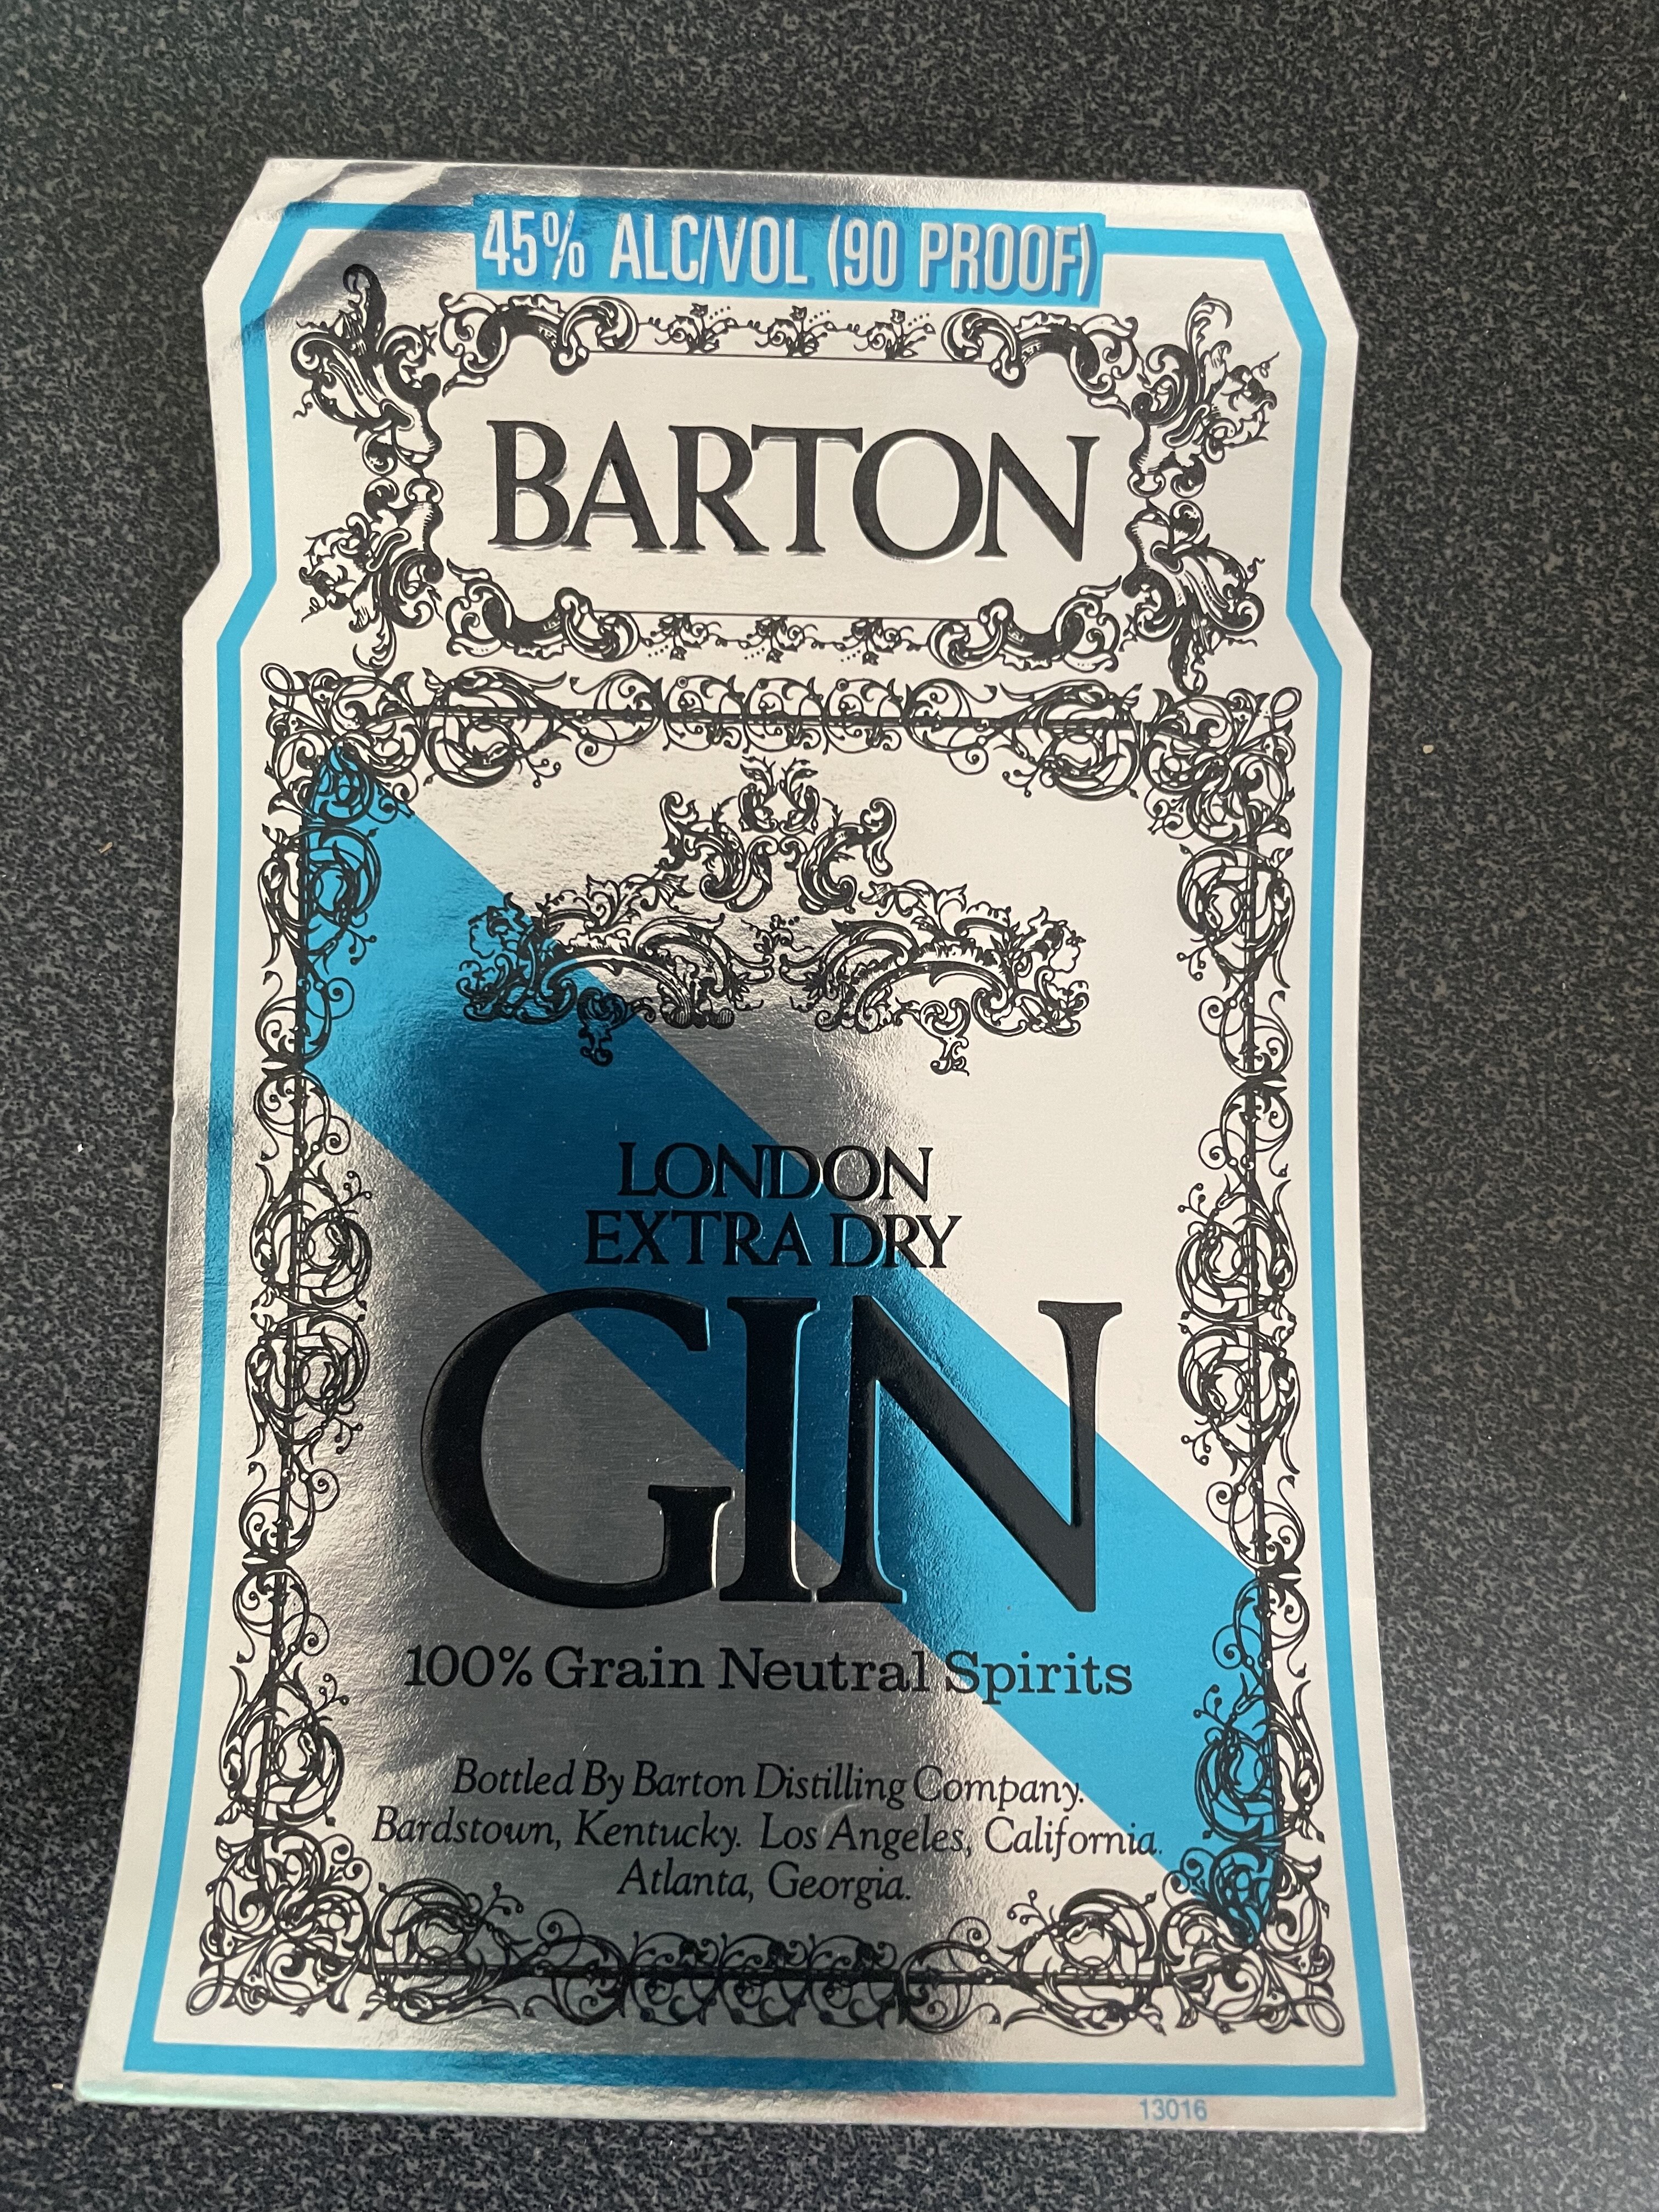 45% ALC/VOL (90 PROOF)
BARTON
LONDON
EXTRA DRY
GIN
100% Grain Neutral Spirits
Bottled By Barton Distilling Company.
Bardstown, Kentucky. Los Angeles, California.
Atlanta, Georgia.
13016